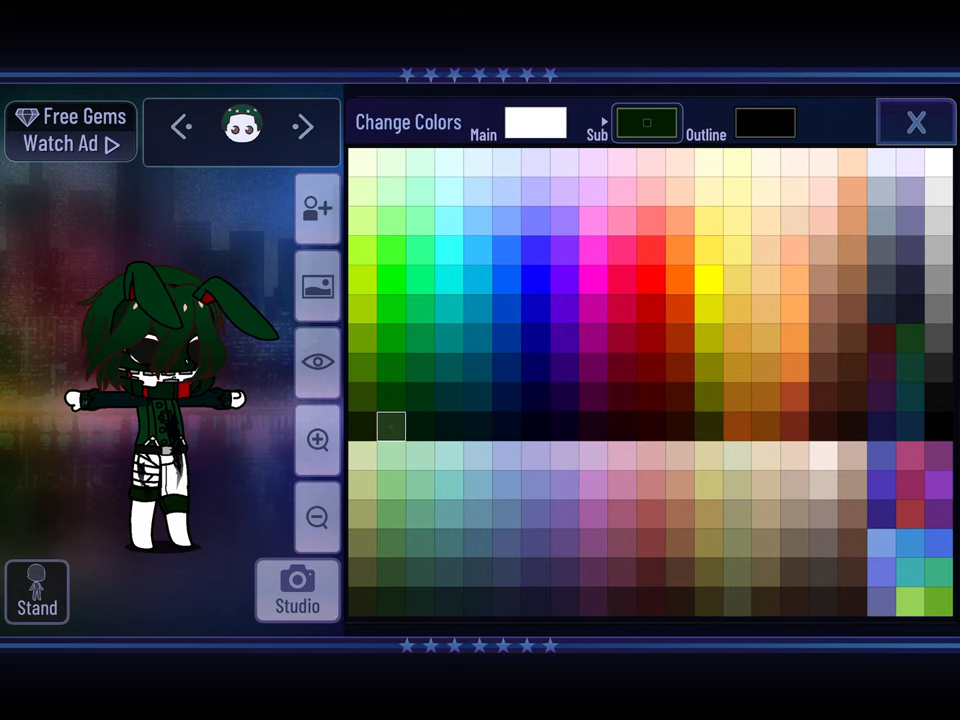 Free Gems
Watch Ad
Change Colors
Main
Sub
Outline
X
Stand
Studio